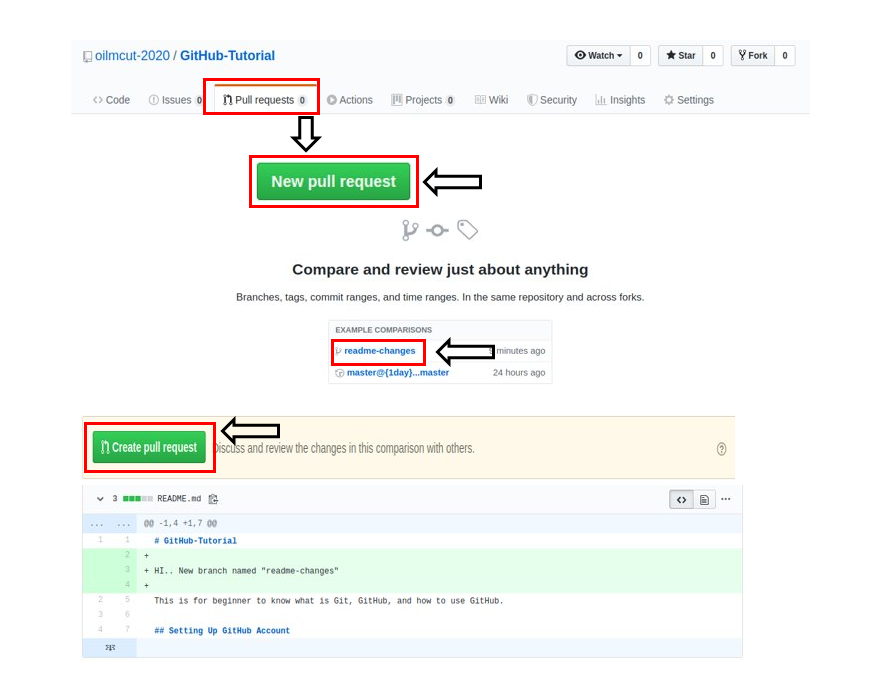 oilmcut-2020 / GitHub-Tutorial
Watch 0 Star 0 Fork 0
Code Issues 0 Pull requests 0 Actions Projects 0 Wiki Security Insights Settings
New pull request
Compare and review just about anything
Branches, tags, commit ranges, and time ranges. In the same repository and across forks.
EXAMPLE COMPARISONS
readme-changes minutes ago
master@{1day}...master 24 hours ago
Create pull request Discuss and review the changes in this comparison with others.
3 README.md
... ... @@ -1,4 +1,7 @@
1 1 # GitHub-Tutorial
2 +
3 + HI.. New branch named "readme-changes"
4 +
2 5 This is for beginner to know what is Git, GitHub, and how to use GitHub.
3 6
4 7 ## Setting Up GitHub Account